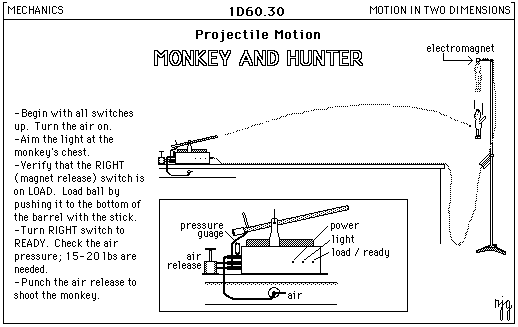 MECHANICS
1D60.30
MOTION IN TWO DIMENSIONS
Projectile Motion
MONKEY AND HUNTER
electromagnet
-Begin with all switches
up. Turn the air on.
-Aim the light at the
monkey's chest.
-Verify that the RIGHT
(magnet release) switch is
on LOAD. Load ball by
pushing it to the bottom of
the barrel with the stick.
-Turn RIGHT switch to
READY. Check the air
pressure; 15-20 lbs are
needed.
-Punch the air release to
shoot the monkey.
pressure
guage
power
light
load / ready
air
release
air